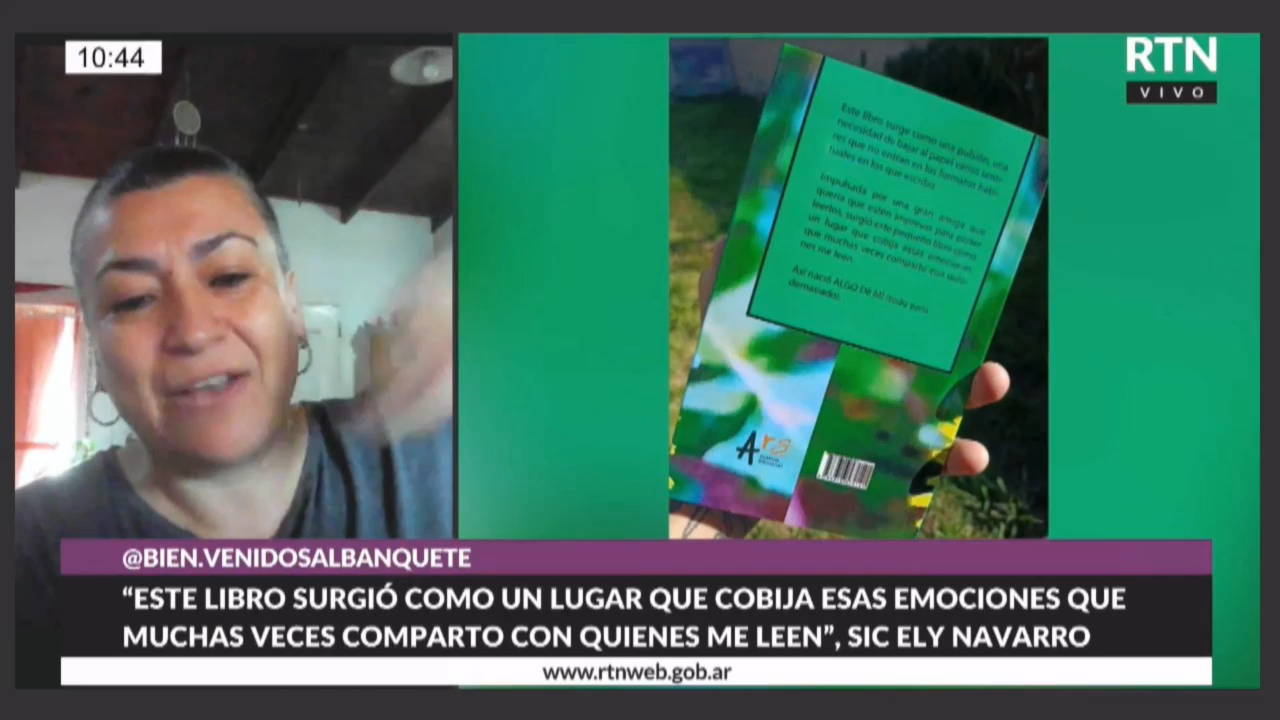 10:44
RTN
VIVO
Este libro surge como una pulsión, una
necesidad de bajar al papel varios senti-
res que no entran en los formatos habi-
tuales en los que escribo.
Impulsada por una gran amiga que
quería que estén impresas para poder
leerlos, surgió este pequeño libro como
un lugar que cobija esas emociones,
que muchas veces comparto con quie-
nes me leen.
Así nació ALGO DE MI
demasiado).
Ars
@BIEN.VENIDOSALBANQUETE
“ESTE LIBRO SURGIÓ COMO UN LUGAR QUE COBIJA ESAS EMOCIONES QUE
MUCHAS VECES COMPARTO CON QUIENES ME LEEN”, SIC ELY NAVARRO
www.rtnweb.gob.ar